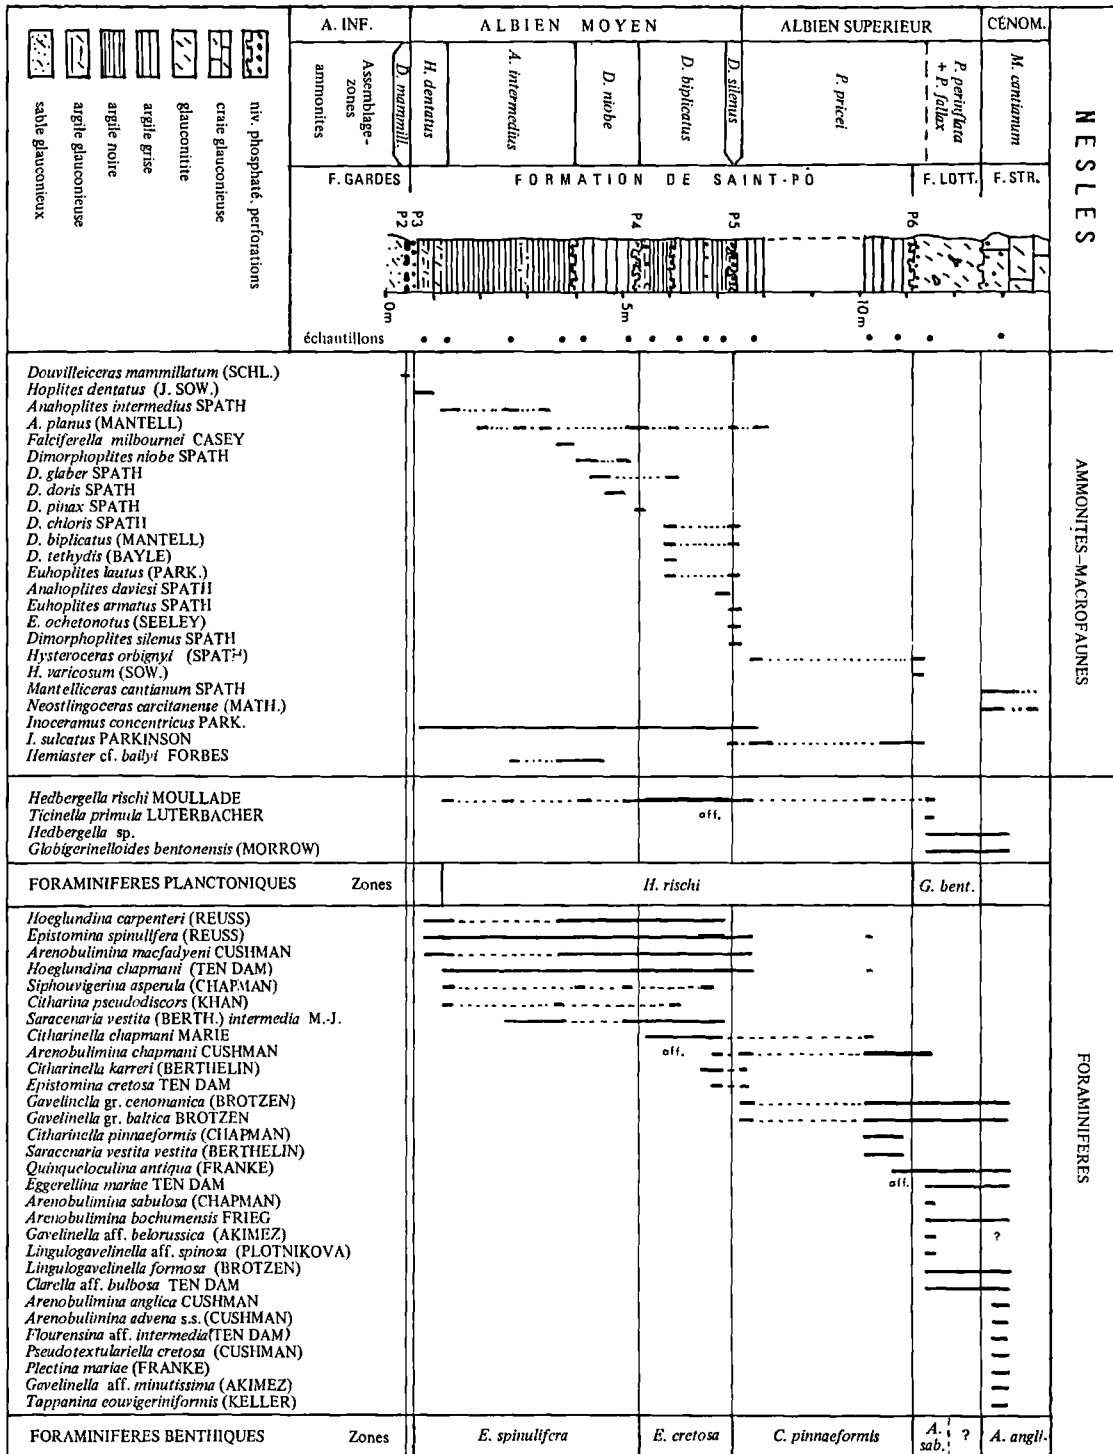 NESLES
A. INF.
ALBIEN MOYEN
ALBIEN SUPERIEUR
CÉNOM.
Assemblage-zones ammonites
D. mammill.
H. dentatus
A. intermedius
D. niobe
D. biplicatus
D. silenus
P. pricei
P. perinflata + P. fallax
M. cantianum
F. GARDES
FORMATION DE SAINT-PÔ
F. LOTT.
F. STR.
niv. phosphaté. perforations
craie glauconieuse
glauconitite
argile grise
argile noire
argile glauconieuse
sable glauconieux
P2
P3
P4
P5
P6
0m
5m
10m
échantillons
AMMONITES–MACROFAUNES
Douvilleiceras mammillatum (SCHL.)
Hoplites dentatus (J. SOW.)
Anahoplites intermedius SPATH
A. planus (MANTELL)
Falciferella milbournei CASEY
Dimorphoplites niobe SPATH
D. glaber SPATH
D. doris SPATH
D. pinax SPATH
D. chloris SPATH
D. biplicatus (MANTELL)
D. tethydis (BAYLE)
Euhoplites lautus (PARK.)
Anahoplites daviesi SPATH
Euhoplites armatus SPATH
E. ochetonotus (SEELEY)
Dimorphoplites silenus SPATH
Hysteroceras orbignyi (SPATH)
H. varicosum (SOW.)
Mantelliceras cantianum SPATH
Neostlingoceras carcitanense (MATH.)
Inoceramus concentricus PARK.
I. sulcatus PARKINSON
Hemiaster cf. bailyi FORBES
Hedbergella rischi MOULLADE
Ticinella primula LUTERBACHER
aff.
Hedbergella sp.
Globigerinelloides bentonensis (MORROW)
FORAMINIFERES PLANCTONIQUES Zones
H. rischi
G. bent.
FORAMINIFERES
Hoeglundina carpenteri (REUSS)
Epistomina spinulifera (REUSS)
Arenobulimina macfadyeni CUSHMAN
Hoeglundina chapmani (TEN DAM)
Siphouvigerina asperula (CHAPMAN)
Citharina pseudodiscors (KHAN)
Saracenaria vestita (BERTH.) intermedia M.-J.
Citharinella chapmani MARIE
Arenobulimina chapmani CUSHMAN
aff.
Citharinella karreri (BERTHELIN)
Epistomina cretosa TEN DAM
Gavelinella gr. cenomanica (BROTZEN)
Gavelinella gr. baltica BROTZEN
Citharinella pinnaeformis (CHAPMAN)
Saracenaria vestita vestita (BERTHELIN)
Quinqueloculina antiqua (FRANKE)
Eggerellina mariae TEN DAM
aff.
Arenobulimina sabulosa (CHAPMAN)
Arenobulimina bochumensis FRIEG
Gavelinella aff. belorussica (AKIMEZ)
?
Lingulogavelinella aff. spinosa (PLOTNIKOVA)
Lingulogavelinella formosa (BROTZEN)
Clarella aff. bulbosa TEN DAM
Arenobulimina anglica CUSHMAN
Arenobulimina advena s.s. (CUSHMAN)
Flourensina aff. intermedia (TEN DAM)
Pseudotextulariella cretosa (CUSHMAN)
Plectina mariae (FRANKE)
Gavelinella aff. minutissima (AKIMEZ)
Tappanina eouvigeriniformis (KELLER)
FORAMINIFERES BENTHIQUES Zones
E. spinulifera
E. cretosa
C. pinnaeformis
A. sab.
?
A. angli-